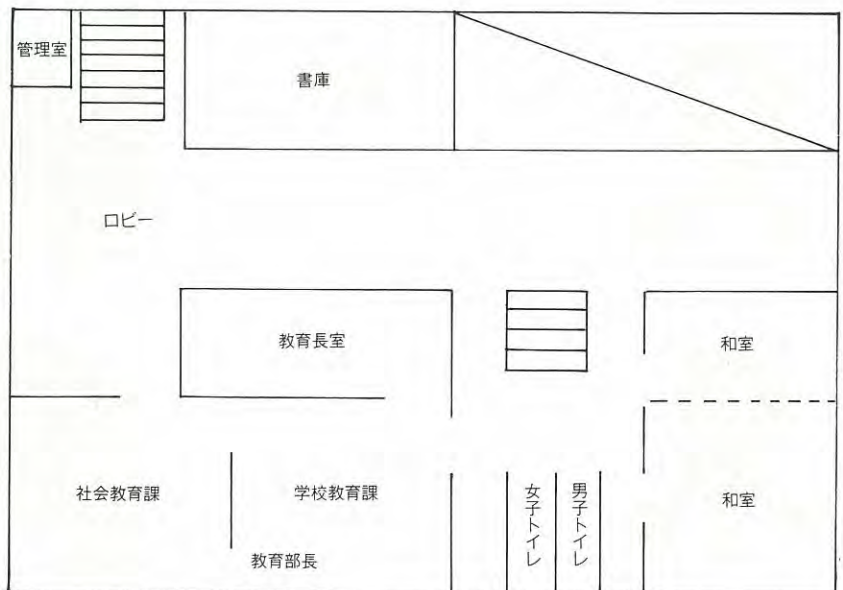 管理室
書庫
ロビー
教育長室
和室
社会教育課
学校教育課
女子トイレ
男子トイレ
和室
教育部長